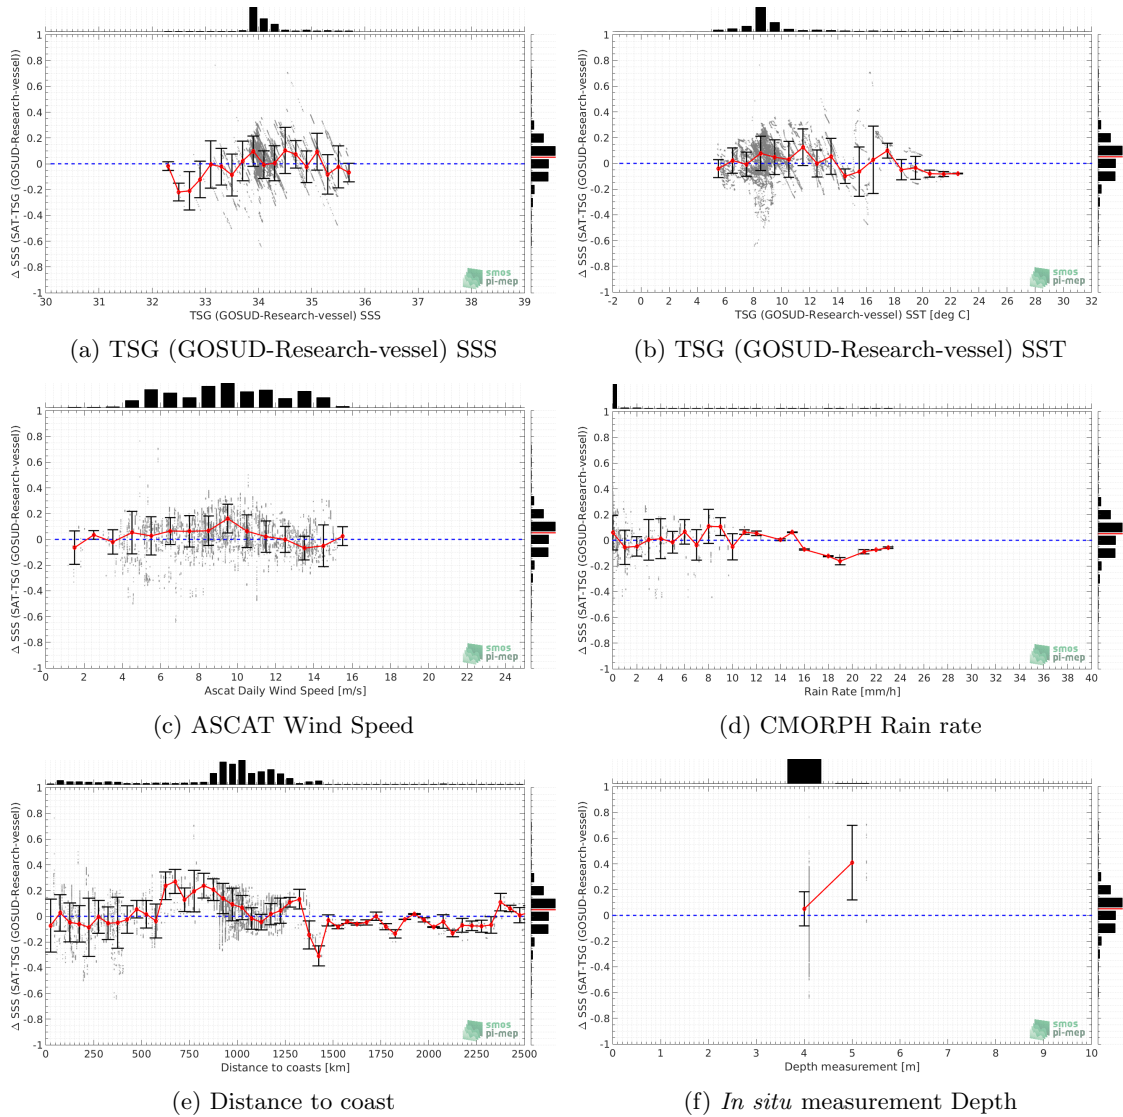 1
0.8
0.6
0.4
0.2
0
-0.2
-0.4
-0.6
-0.8
-1
Δ SSS (SAT-TSG (GOSUD-Research-vessel))
smos
pi-mep
30 31 32 33 34 35 36 37 38 39
TSG (GOSUD-Research-vessel) SSS
(a) TSG (GOSUD-Research-vessel) SSS
1
0.8
0.6
0.4
0.2
0
-0.2
-0.4
-0.6
-0.8
-1
Δ SSS (SAT-TSG (GOSUD-Research-vessel))
smos
pi-mep
-2 0 2 4 6 8 10 12 14 16 18 20 22 24 26 28 30 32
TSG (GOSUD-Research-vessel) SST [deg C]
(b) TSG (GOSUD-Research-vessel) SST
1
0.8
0.6
0.4
0.2
0
-0.2
-0.4
-0.6
-0.8
-1
Δ SSS (SAT-TSG (GOSUD-Research-vessel))
smos
pi-mep
0 2 4 6 8 10 12 14 16 18 20 22 24
Ascat Daily Wind Speed [m/s]
(c) ASCAT Wind Speed
1
0.8
0.6
0.4
0.2
0
-0.2
-0.4
-0.6
-0.8
-1
Δ SSS (SAT-TSG (GOSUD-Research-vessel))
smos
pi-mep
0 2 4 6 8 10 12 14 16 18 20 22 24 26 28 30 32 34 36 38 40
Rain Rate [mm/h]
(d) CMORPH Rain rate
1
0.8
0.6
0.4
0.2
0
-0.2
-0.4
-0.6
-0.8
-1
Δ SSS (SAT-TSG (GOSUD-Research-vessel))
smos
pi-mep
0 250 500 750 1000 1250 1500 1750 2000 2250 2500
Distance to coasts [km]
(e) Distance to coast
1
0.8
0.6
0.4
0.2
0
-0.2
-0.4
-0.6
-0.8
-1
Δ SSS (SAT-TSG (GOSUD-Research-vessel))
smos
pi-mep
0 1 2 3 4 5 6 7 8 9 10
Depth measurement [m]
(f) In situ measurement Depth